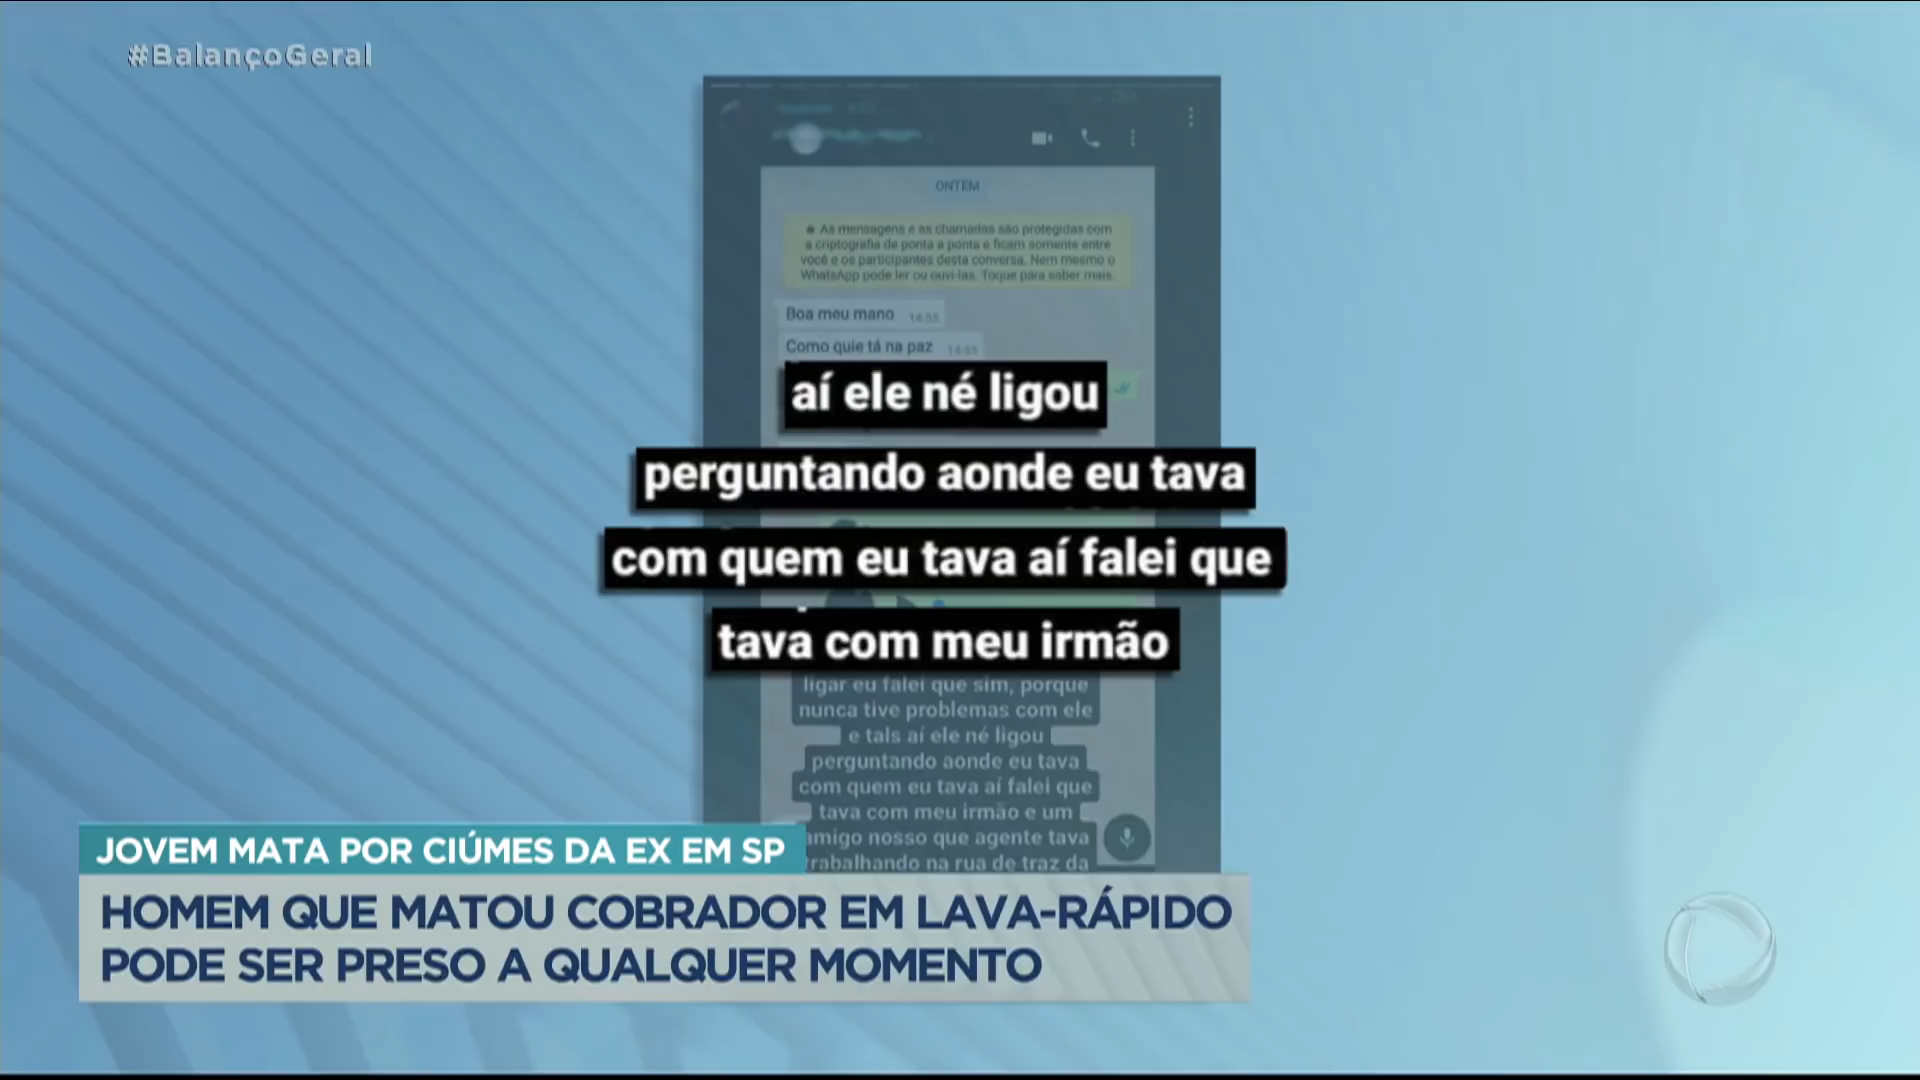 #BalançoGeral
ONTEM
As mensagens e as chamadas são protegidas com
a criptografia de ponta a ponta e ficam somente entre
você e os participantes desta conversa. Nem mesmo o
WhatsApp pode ler ou ouvi-las. Toque para saber mais.
Boa meu mano 14:55
Como quie tá na paz 14:55
aí ele né ligou
perguntando aonde eu tava
com quem eu tava aí falei que
tava com meu irmão
ligar eu falei que sim, porque
nunca tive problemas com ele
e tals aí ele né ligou
perguntando aonde eu tava
com quem eu tava aí falei que
tava com meu irmão e um
amigo nosso que agente tava
trabalhando na rua de traz da
JOVEM MATA POR CIÚMES DA EX EM SP
HOMEM QUE MATOU COBRADOR EM LAVA-RÁPIDO
PODE SER PRESO A QUALQUER MOMENTO